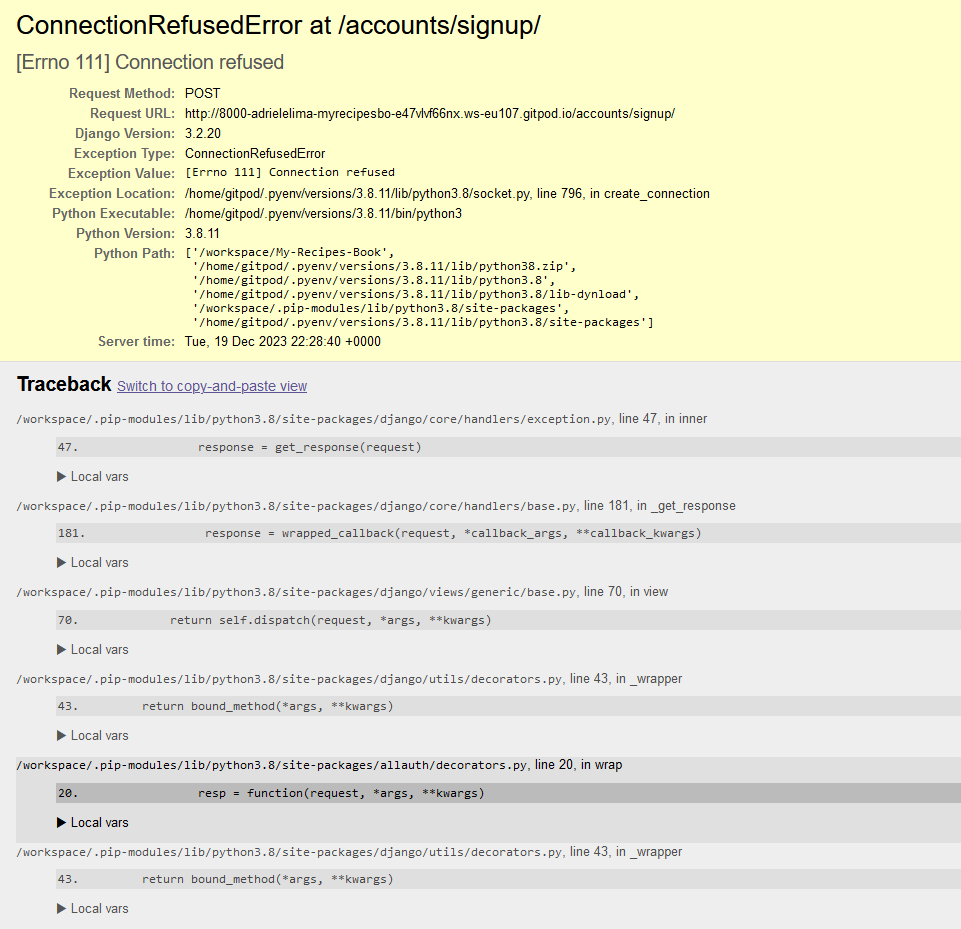 ConnectionRefusedError at /accounts/signup/
[Errno 111] Connection refused
Request Method: POST
Request URL: http://8000-adrielelima-myrecipesbo-e47vlvf66nx.ws-eu107.gitpod.io/accounts/signup/
Django Version: 3.2.20
Exception Type: ConnectionRefusedError
Exception Value: [Errno 111] Connection refused
Exception Location: /home/gitpod/.pyenv/versions/3.8.11/lib/python3.8/socket.py, line 796, in create_connection
Python Executable: /home/gitpod/.pyenv/versions/3.8.11/bin/python3
Python Version: 3.8.11
Python Path: ['/workspace/My-Recipes-Book',
'/home/gitpod/.pyenv/versions/3.8.11/lib/python38.zip',
'/home/gitpod/.pyenv/versions/3.8.11/lib/python3.8',
'/home/gitpod/.pyenv/versions/3.8.11/lib/python3.8/lib-dynload',
'/workspace/.pip-modules/lib/python3.8/site-packages',
'/home/gitpod/.pyenv/versions/3.8.11/lib/python3.8/site-packages']
Server time: Tue, 19 Dec 2023 22:28:40 +0000
Traceback Switch to copy-and-paste view
/workspace/.pip-modules/lib/python3.8/site-packages/django/core/handlers/exception.py, line 47, in inner
47. response = get_response(request)
▶ Local vars
/workspace/.pip-modules/lib/python3.8/site-packages/django/core/handlers/base.py, line 181, in _get_response
181. response = wrapped_callback(request, *callback_args, **callback_kwargs)
▶ Local vars
/workspace/.pip-modules/lib/python3.8/site-packages/django/views/generic/base.py, line 70, in view
70. return self.dispatch(request, *args, **kwargs)
▶ Local vars
/workspace/.pip-modules/lib/python3.8/site-packages/django/utils/decorators.py, line 43, in _wrapper
43. return bound_method(*args, **kwargs)
▶ Local vars
/workspace/.pip-modules/lib/python3.8/site-packages/allauth/decorators.py, line 20, in wrap
20. resp = function(request, *args, **kwargs)
▶ Local vars
/workspace/.pip-modules/lib/python3.8/site-packages/django/utils/decorators.py, line 43, in _wrapper
43. return bound_method(*args, **kwargs)
▶ Local vars